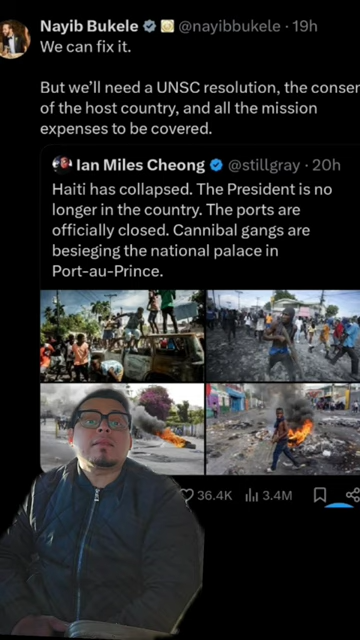 Nayib Bukele @nayibbukele · 19h
We can fix it.
But we'll need a UNSC resolution, the consen
of the host country, and all the mission
expenses to be covered.
Ian Miles Cheong @stillgray · 20h
Haiti has collapsed. The President is no
longer in the country. The ports are
officially closed. Cannibal gangs are
besieging the national palace in
Port-au-Prince.
36.4K 3.4M